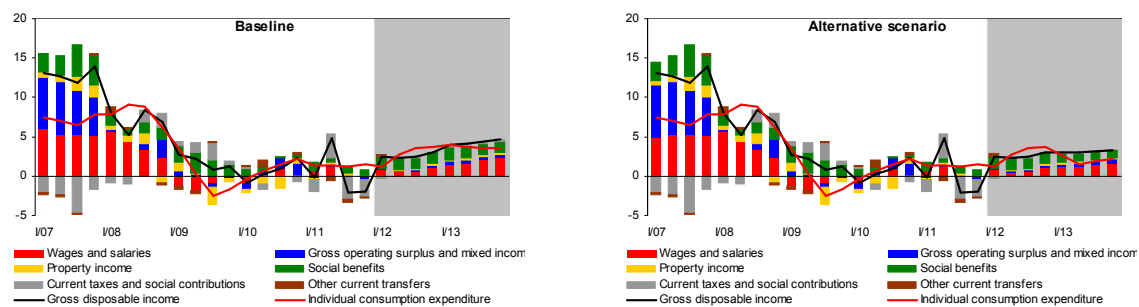 Baseline
20
15
10
5
0
-5
I/07 I/08 I/09 I/10 I/11 I/12 I/13
Wages and salaries
Gross operating surplus and mixed incom
Property income
Social benefits
Current taxes and social contributions
Other current transfers
Gross disposable income
Individual consumption expenditure
Alternative scenario
20
15
10
5
0
-5
I/07 I/08 I/09 I/10 I/11 I/12 I/13
Wages and salaries
Gross operating surplus and mixed incom
Property income
Social benefits
Current taxes and social contributions
Other current transfers
Gross disposable income
Individual consumption expenditure